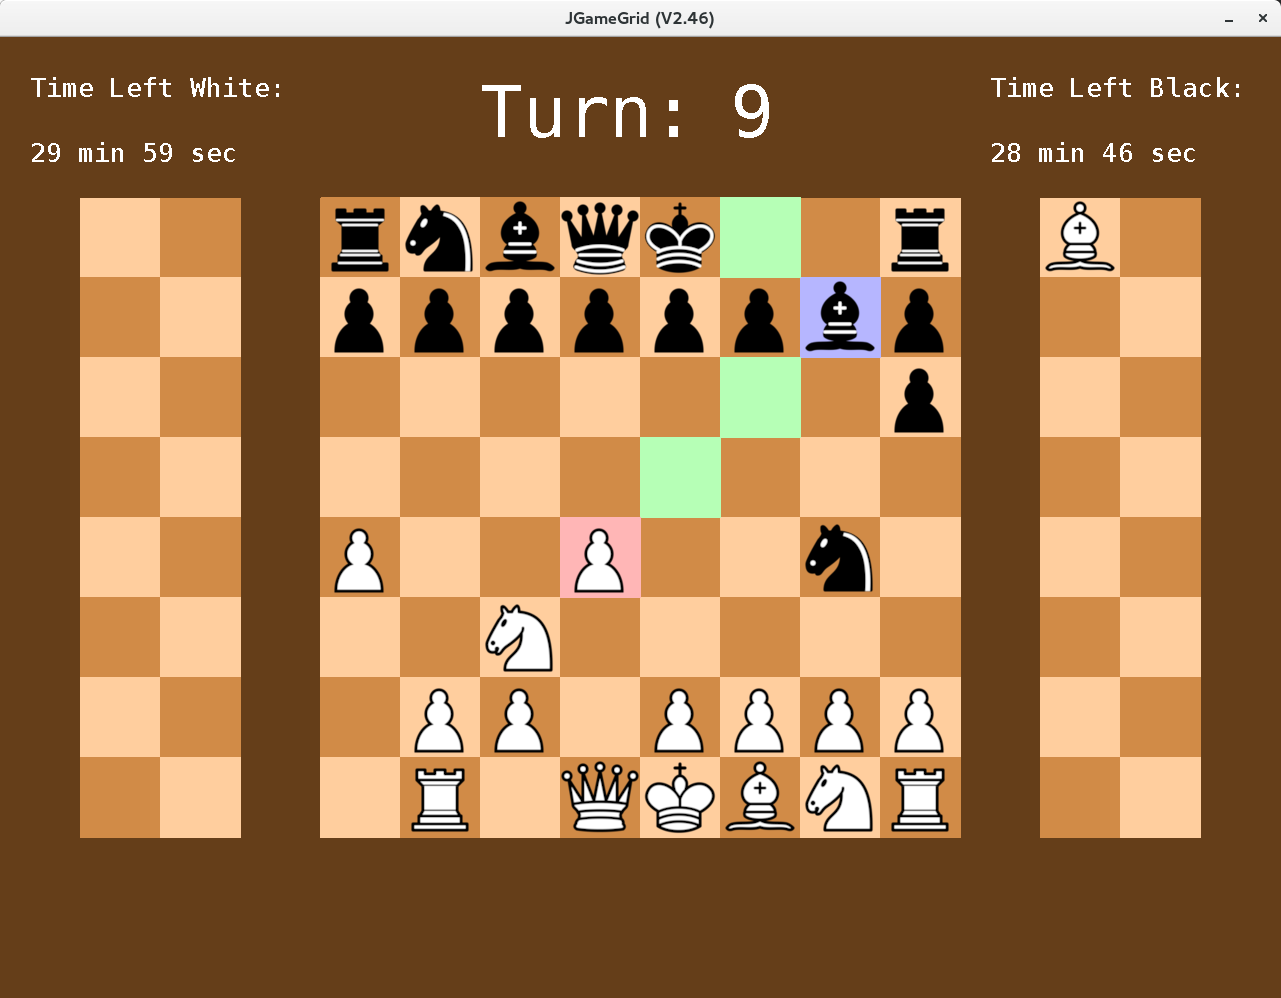 JGameGrid (V2.46)
Time Left White:
29 min 59 sec
Turn: 9
Time Left Black:
28 min 46 sec